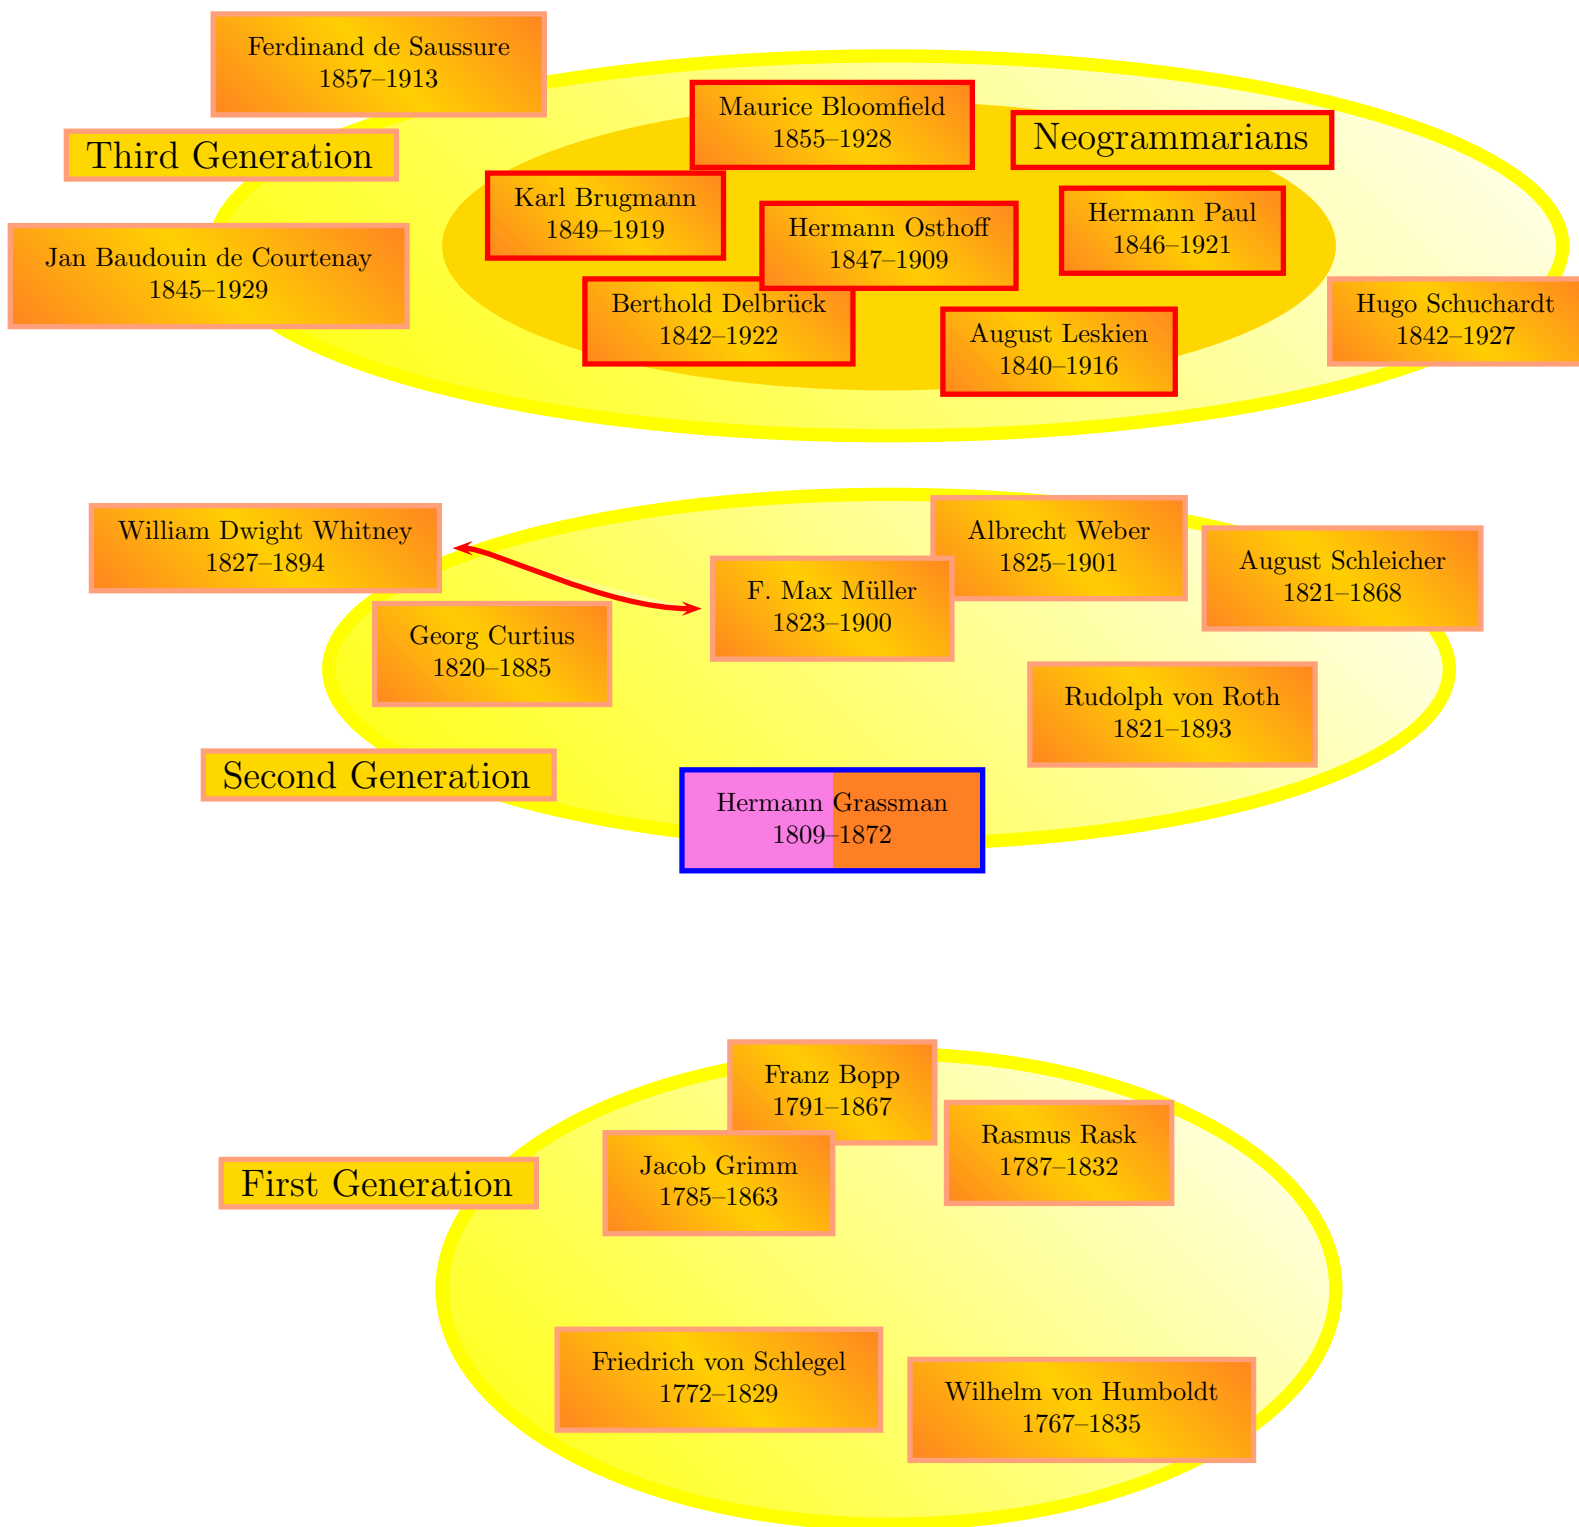 Ferdinand de Saussure
1857–1913
Third Generation
Jan Baudouin de Courtenay
1845–1929
Maurice Bloomfield
1855–1928
Neogrammarians
Karl Brugmann
1849–1919
Hermann Osthoff
1847–1909
Hermann Paul
1846–1921
Berthold Delbrück
1842–1922
August Leskien
1840–1916
Hugo Schuchardt
1842–1927
William Dwight Whitney
1827–1894
Albrecht Weber
1825–1901
August Schleicher
1821–1868
F. Max Müller
1823–1900
Georg Curtius
1820–1885
Rudolph von Roth
1821–1893
Second Generation
Hermann Grassman
1809–1872
Franz Bopp
1791–1867
Rasmus Rask
1787–1832
Jacob Grimm
1785–1863
First Generation
Friedrich von Schlegel
1772–1829
Wilhelm von Humboldt
1767–1835